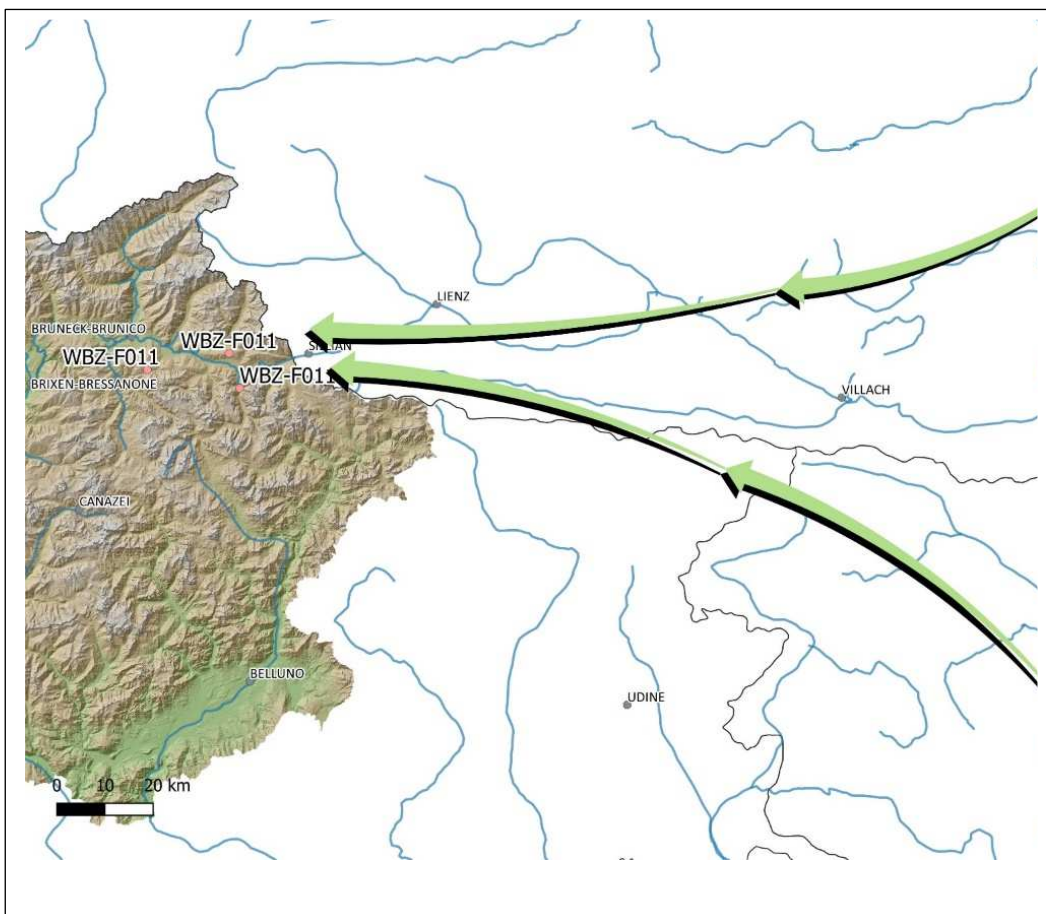 LIENZ
BRUNECK-BRUNICO
WBZ-F011
SILLIAN
WBZ-F011
BRIXEN-BRESSANONE
WBZ-F011
VILLACH
CANAZEI
BELLUNO
UDINE
0 10 20 km